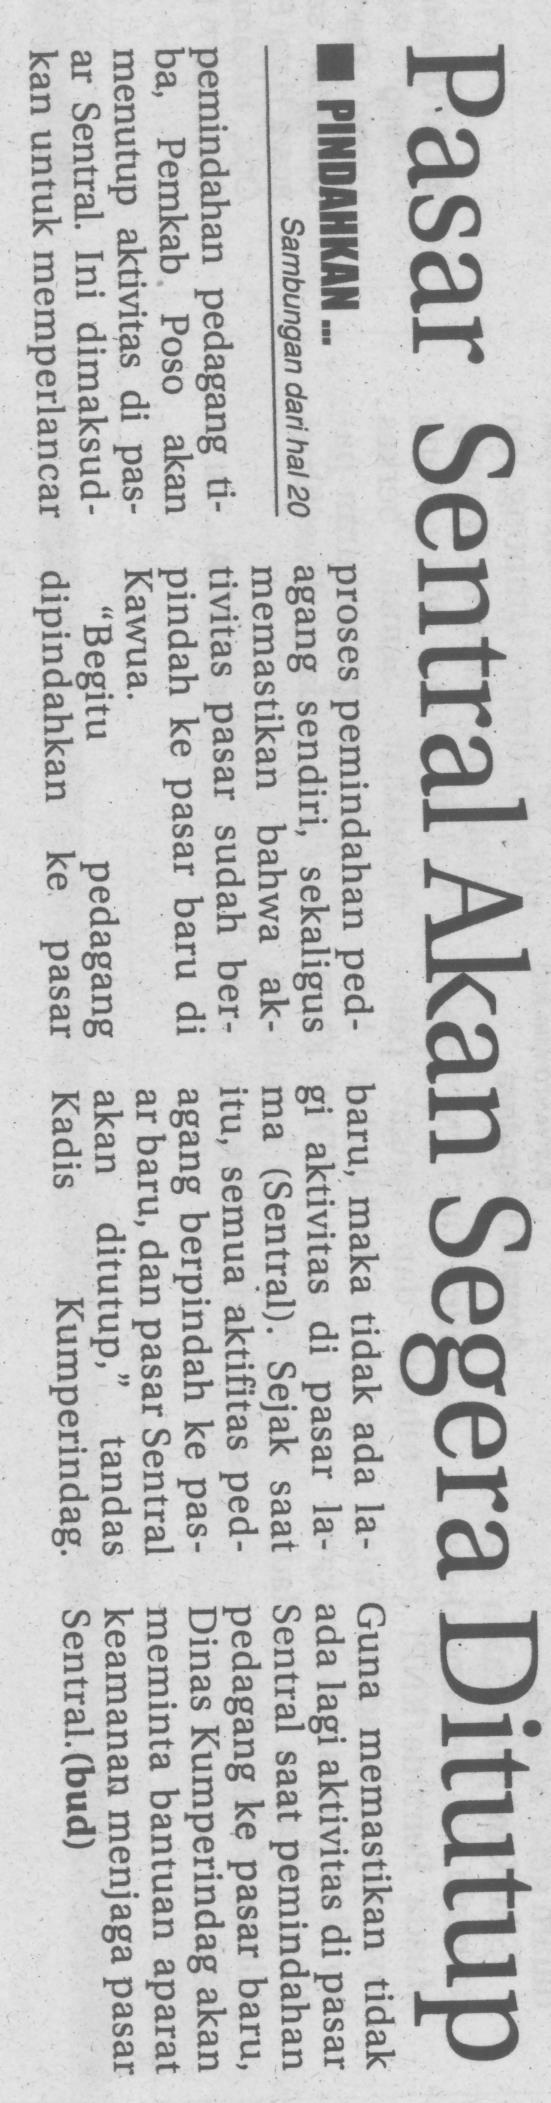 Pasar Sentral Akan Segera Ditutup
■ PINDAHKAN ...
Sambungan dari hal 20
pemindahan pedagang ti-
ba, Pemkab Poso akan
menutup aktivitas di pas-
ar Sentral. Ini dimaksud-
kan untuk memperlancar
proses pemindahan ped-
agang sendiri, sekaligus
memastikan bahwa ak-
tivitas pasar sudah ber-
pindah ke pasar baru di
Kawua.
“Begitu pedagang
dipindahkan ke pasar
baru, maka tidak ada la-
gi aktivitas di pasar la-
ma (Sentral). Sejak saat
itu, semua aktifitas ped-
agang berpindah ke pas-
ar baru, dan pasar Sentral
akan ditutup,” tandas
Kadis Kumperindag.
Guna memastikan tidak
ada lagi aktivitas di pasar
Sentral saat pemindahan
pedagang ke pasar baru,
Dinas Kumperindag akan
meminta bantuan aparat
keamanan menjaga pasar
Sentral.(bud)